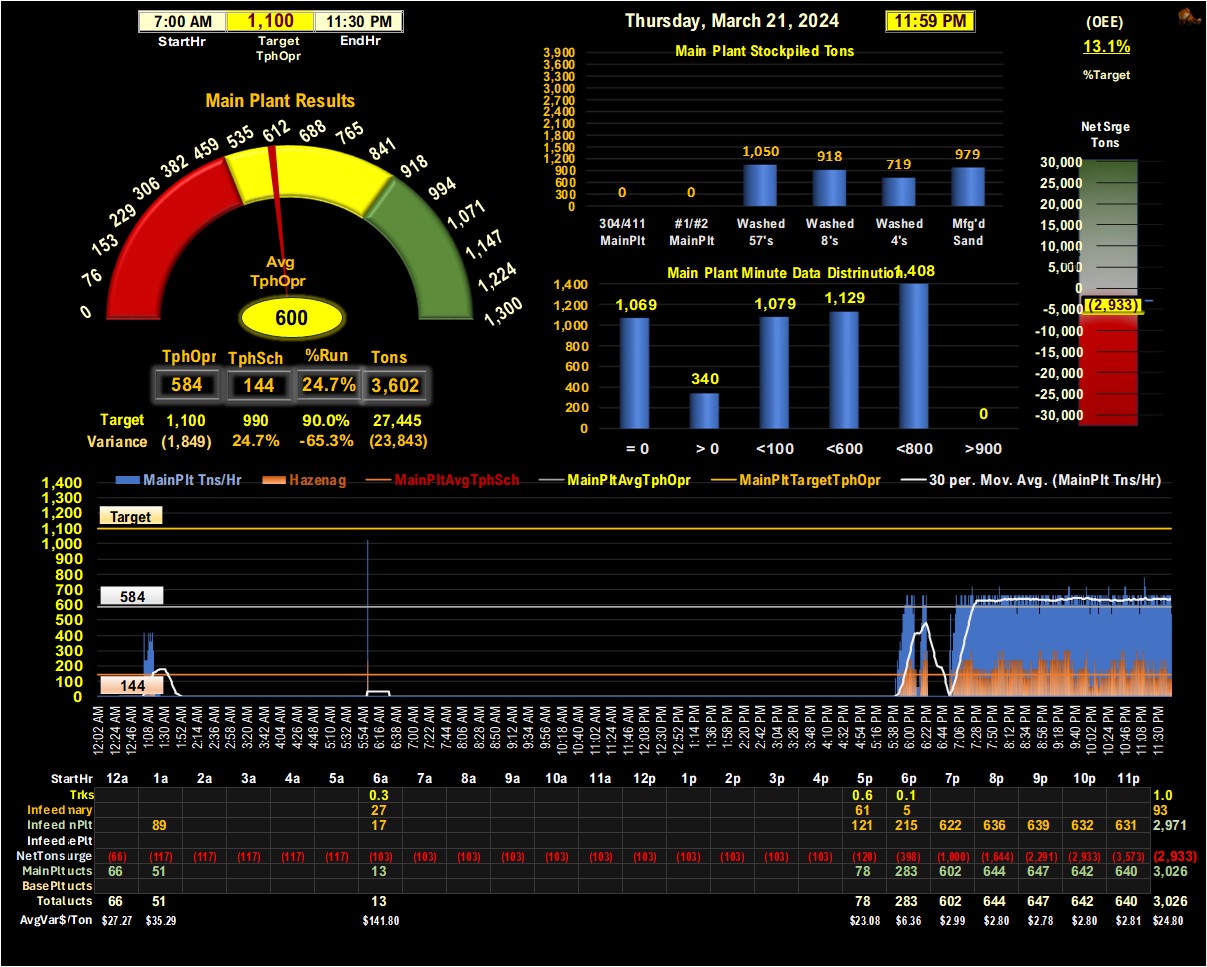 7:00 AM 1,100 11:30 PM
StartHr Target TphOpr EndHr
Thursday, March 21, 2024 11:59 PM
(OEE)
13.1%
%Target
Main Plant Results
0 76 153 229 306 382 459 535 612 688 765 841 918 994 1,071 1,147 1,224 1,300
Avg
TphOpr
600
TphOpr TphSch %Run Tons
584 144 24.7% 3,602
Target 1,100 990 90.0% 27,445
Variance (1,849) 24.7% -65.3% (23,843)
Main Plant Stockpiled Tons
3,900
3,600
3,300
3,000
2,700
2,400
2,100
1,800
1,500
1,200
900
600
300
0
0 0 1,050 918 719 979
304/411 #1/#2 Washed Washed Washed Mfg'd
MainPlt MainPlt 57's 8's 4's Sand
Main Plant Minute Data Distrinution
1,400
1,200
1,000
800
600
400
200
0
1,069 340 1,079 1,129 1,408 0
= 0 > 0 <100 <600 <800 >900
Net Srge
Tons
30,000
25,000
20,000
15,000
10,000
5,000
0
-5,000
-10,000
-15,000
-20,000
-25,000
-30,000
(2,933)
MainPlt Tns/Hr Hazenag MainPltAvgTphSch MainPltAvgTphOpr MainPltTargetTphOpr 30 per. Mov. Avg. (MainPlt Tns/Hr)
1,400
1,300
1,200
1,100
1,000
900
800
700
600
500
400
300
200
100
0
Target
584
144
12:02 AM 12:24 AM 12:46 AM 1:08 AM 1:30 AM 1:52 AM 2:14 AM 2:36 AM 2:58 AM 3:20 AM 3:42 AM 4:04 AM 4:26 AM 4:48 AM 5:10 AM 5:32 AM 5:54 AM 6:16 AM 6:38 AM 7:00 AM 7:22 AM 7:44 AM 8:06 AM 8:28 AM 8:50 AM 9:12 AM 9:34 AM 9:56 AM 10:18 AM 10:40 AM 11:02 AM 11:24 AM 11:46 AM 12:08 PM 12:30 PM 12:52 PM 1:14 PM 1:36 PM 1:58 PM 2:20 PM 2:42 PM 3:04 PM 3:26 PM 3:48 PM 4:10 PM 4:32 PM 4:54 PM 5:16 PM 5:38 PM 6:00 PM 6:22 PM 6:44 PM 7:06 PM 7:28 PM 7:50 PM 8:12 PM 8:34 PM 8:56 PM 9:18 PM 9:40 PM 10:02 PM 10:24 PM 10:46 PM 11:08 PM 11:30 PM
StartHr 12a 1a 2a 3a 4a 5a 6a 7a 8a 9a 10a 11a 12p 1p 2p 3p 4p 5p 6p 7p 8p 9p 10p 11p
Trks 0.3 0.6 0.1 1.0
Infeed nary 27 61 5 93
Infeed nPlt 89 17 121 215 622 636 639 632 631 2,971
Infeed ePlt
NetTons urge (66) (117) (117) (117) (117) (117) (103) (103) (103) (103) (103) (103) (103) (103) (103) (103) (103) (120) (398) (1,000) (1,644) (2,291) (2,933) (3,573) (2,933)
MainPlt ucts 66 51 13 78 283 602 644 647 642 640 3,026
BasePlt ucts
Total ucts 66 51 13 78 283 602 644 647 642 640 3,026
AvgVar$/Ton $27.27 $35.29 $141.80 $23.08 $6.36 $2.99 $2.80 $2.78 $2.80 $2.81 $24.80